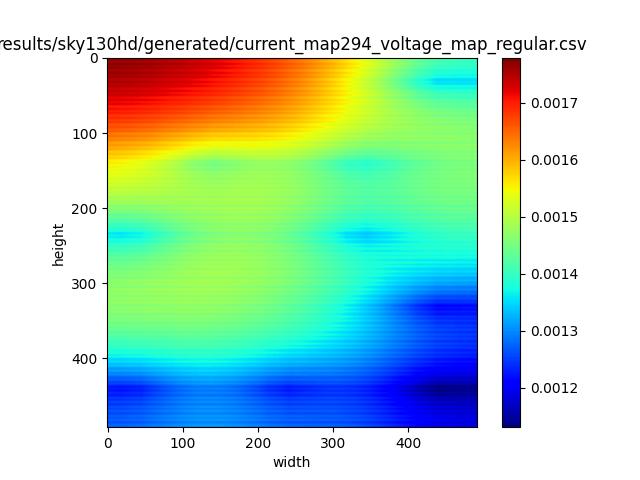 results/sky130hd/generated/current_map294_voltage_map_regular.csv
0
100
200
300
400
height
0 100 200 300 400
width
0.0017
0.0016
0.0015
0.0014
0.0013
0.0012